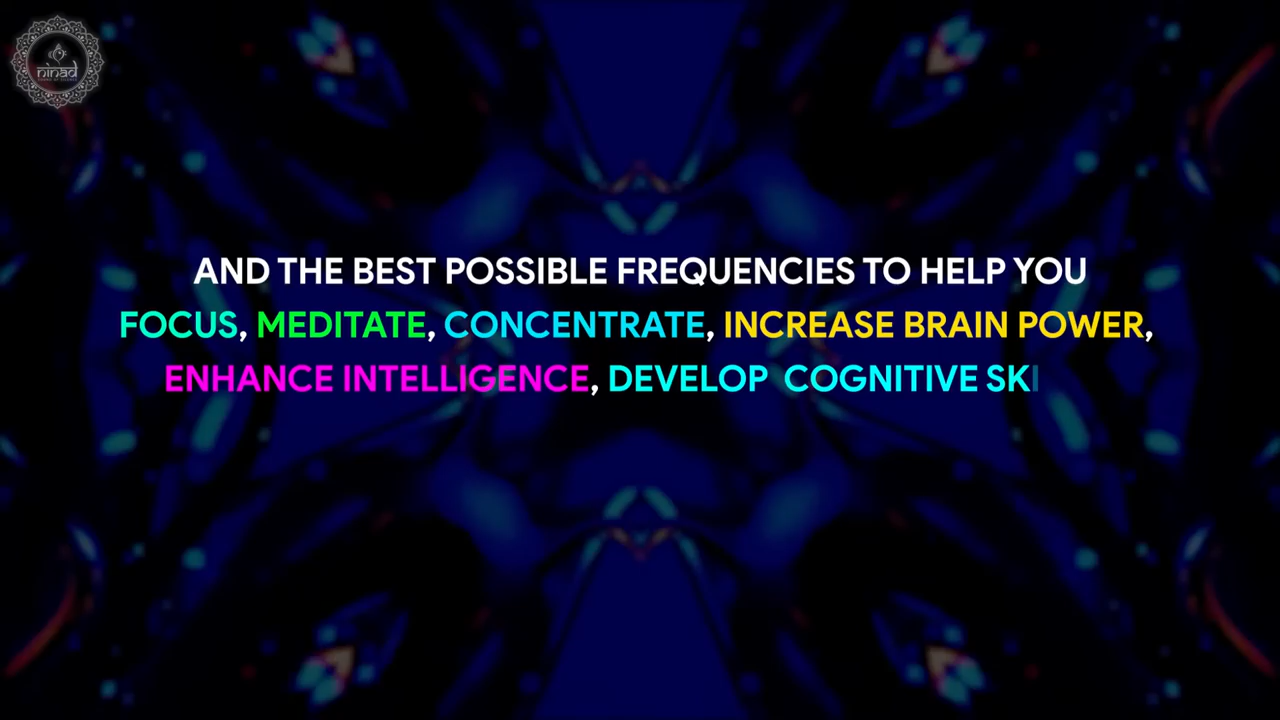 ninad
AND THE BEST POSSIBLE FREQUENCIES TO HELP YOU
FOCUS, MEDITATE, CONCENTRATE, INCREASE BRAIN POWER,
ENHANCE INTELLIGENCE, DEVELOP COGNITIVE SKI